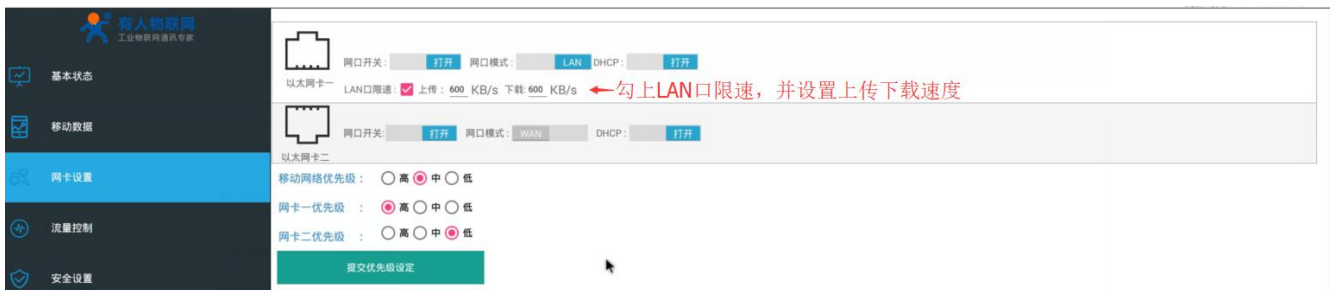 有人物联网
工业物联网通讯专家
基本状态
移动数据
网卡设置
流量控制
安全设置
网口开关: 打开 网口模式: LAN DHCP: 打开
以太网卡一
LAN口限速: 上传: 600 KB/s 下载:600 KB/s
勾上LAN口限速，并设置上传下载速度
网口开关: 打开 网口模式: WAN DHCP: 打开
以太网卡二
移动网络优先级: 高 中 低
网卡一优先级 : 高 中 低
网卡二优先级 : 高 中 低
提交优先级设定